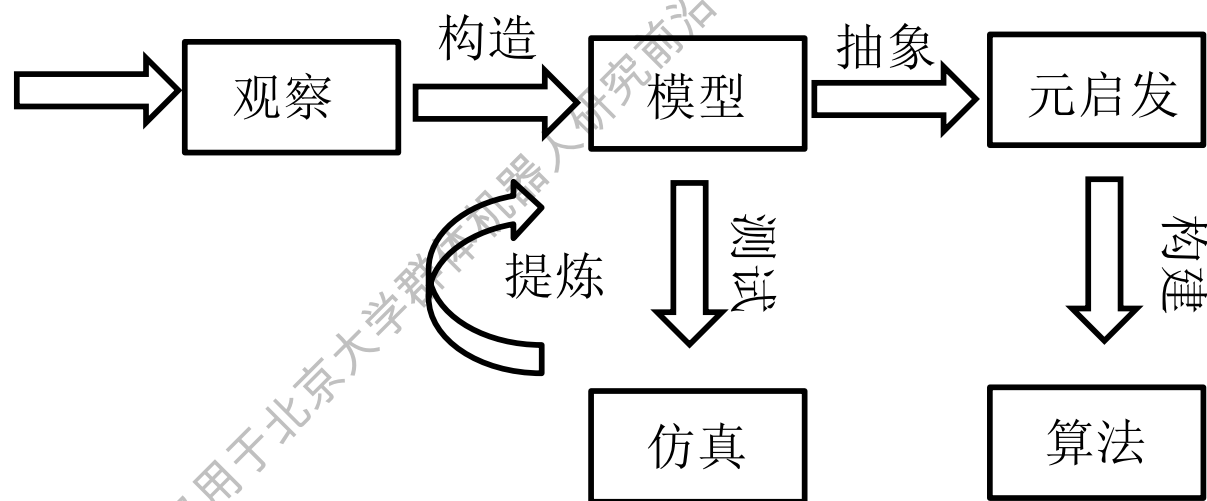 构造
抽象
观察
模型
元启发
提炼
测试
构建
仿真
算法
用于北京大学群体机器人研究前沿